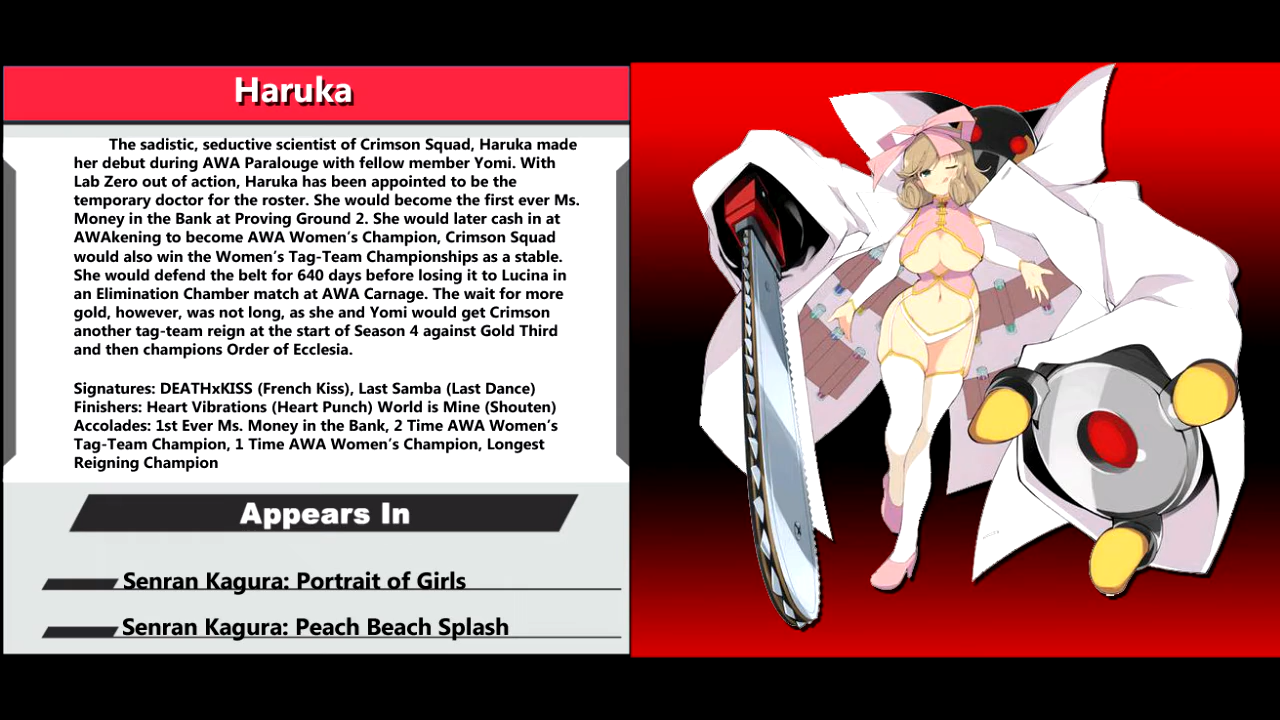 Haruka
The sadistic, seductive scientist of Crimson Squad, Haruka made
her debut during AWA Paralouge with fellow member Yomi. With
Lab Zero out of action, Haruka has been appointed to be the
temporary doctor for the roster. She would become the first ever Ms.
Money in the Bank at Proving Ground 2. She would later cash in at
AWAkening to become AWA Women's Champion, Crimson Squad
would also win the Women's Tag-Team Championships as a stable.
She would defend the belt for 640 days before losing it to Lucina in
an Elimination Chamber match at AWA Carnage. The wait for more
gold, however, was not long, as she and Yomi would get Crimson
another tag-team reign at the start of Season 4 against Gold Third
and then champions Order of Ecclesia.
Signatures: DEATHxKISS (French Kiss), Last Samba (Last Dance)
Finishers: Heart Vibrations (Heart Punch) World is Mine (Shouten)
Accolades: 1st Ever Ms. Money in the Bank, 2 Time AWA Women's
Tag-Team Champion, 1 Time AWA Women's Champion, Longest
Reigning Champion
Appears In
Senran Kagura: Portrait of Girls
Senran Kagura: Peach Beach Splash